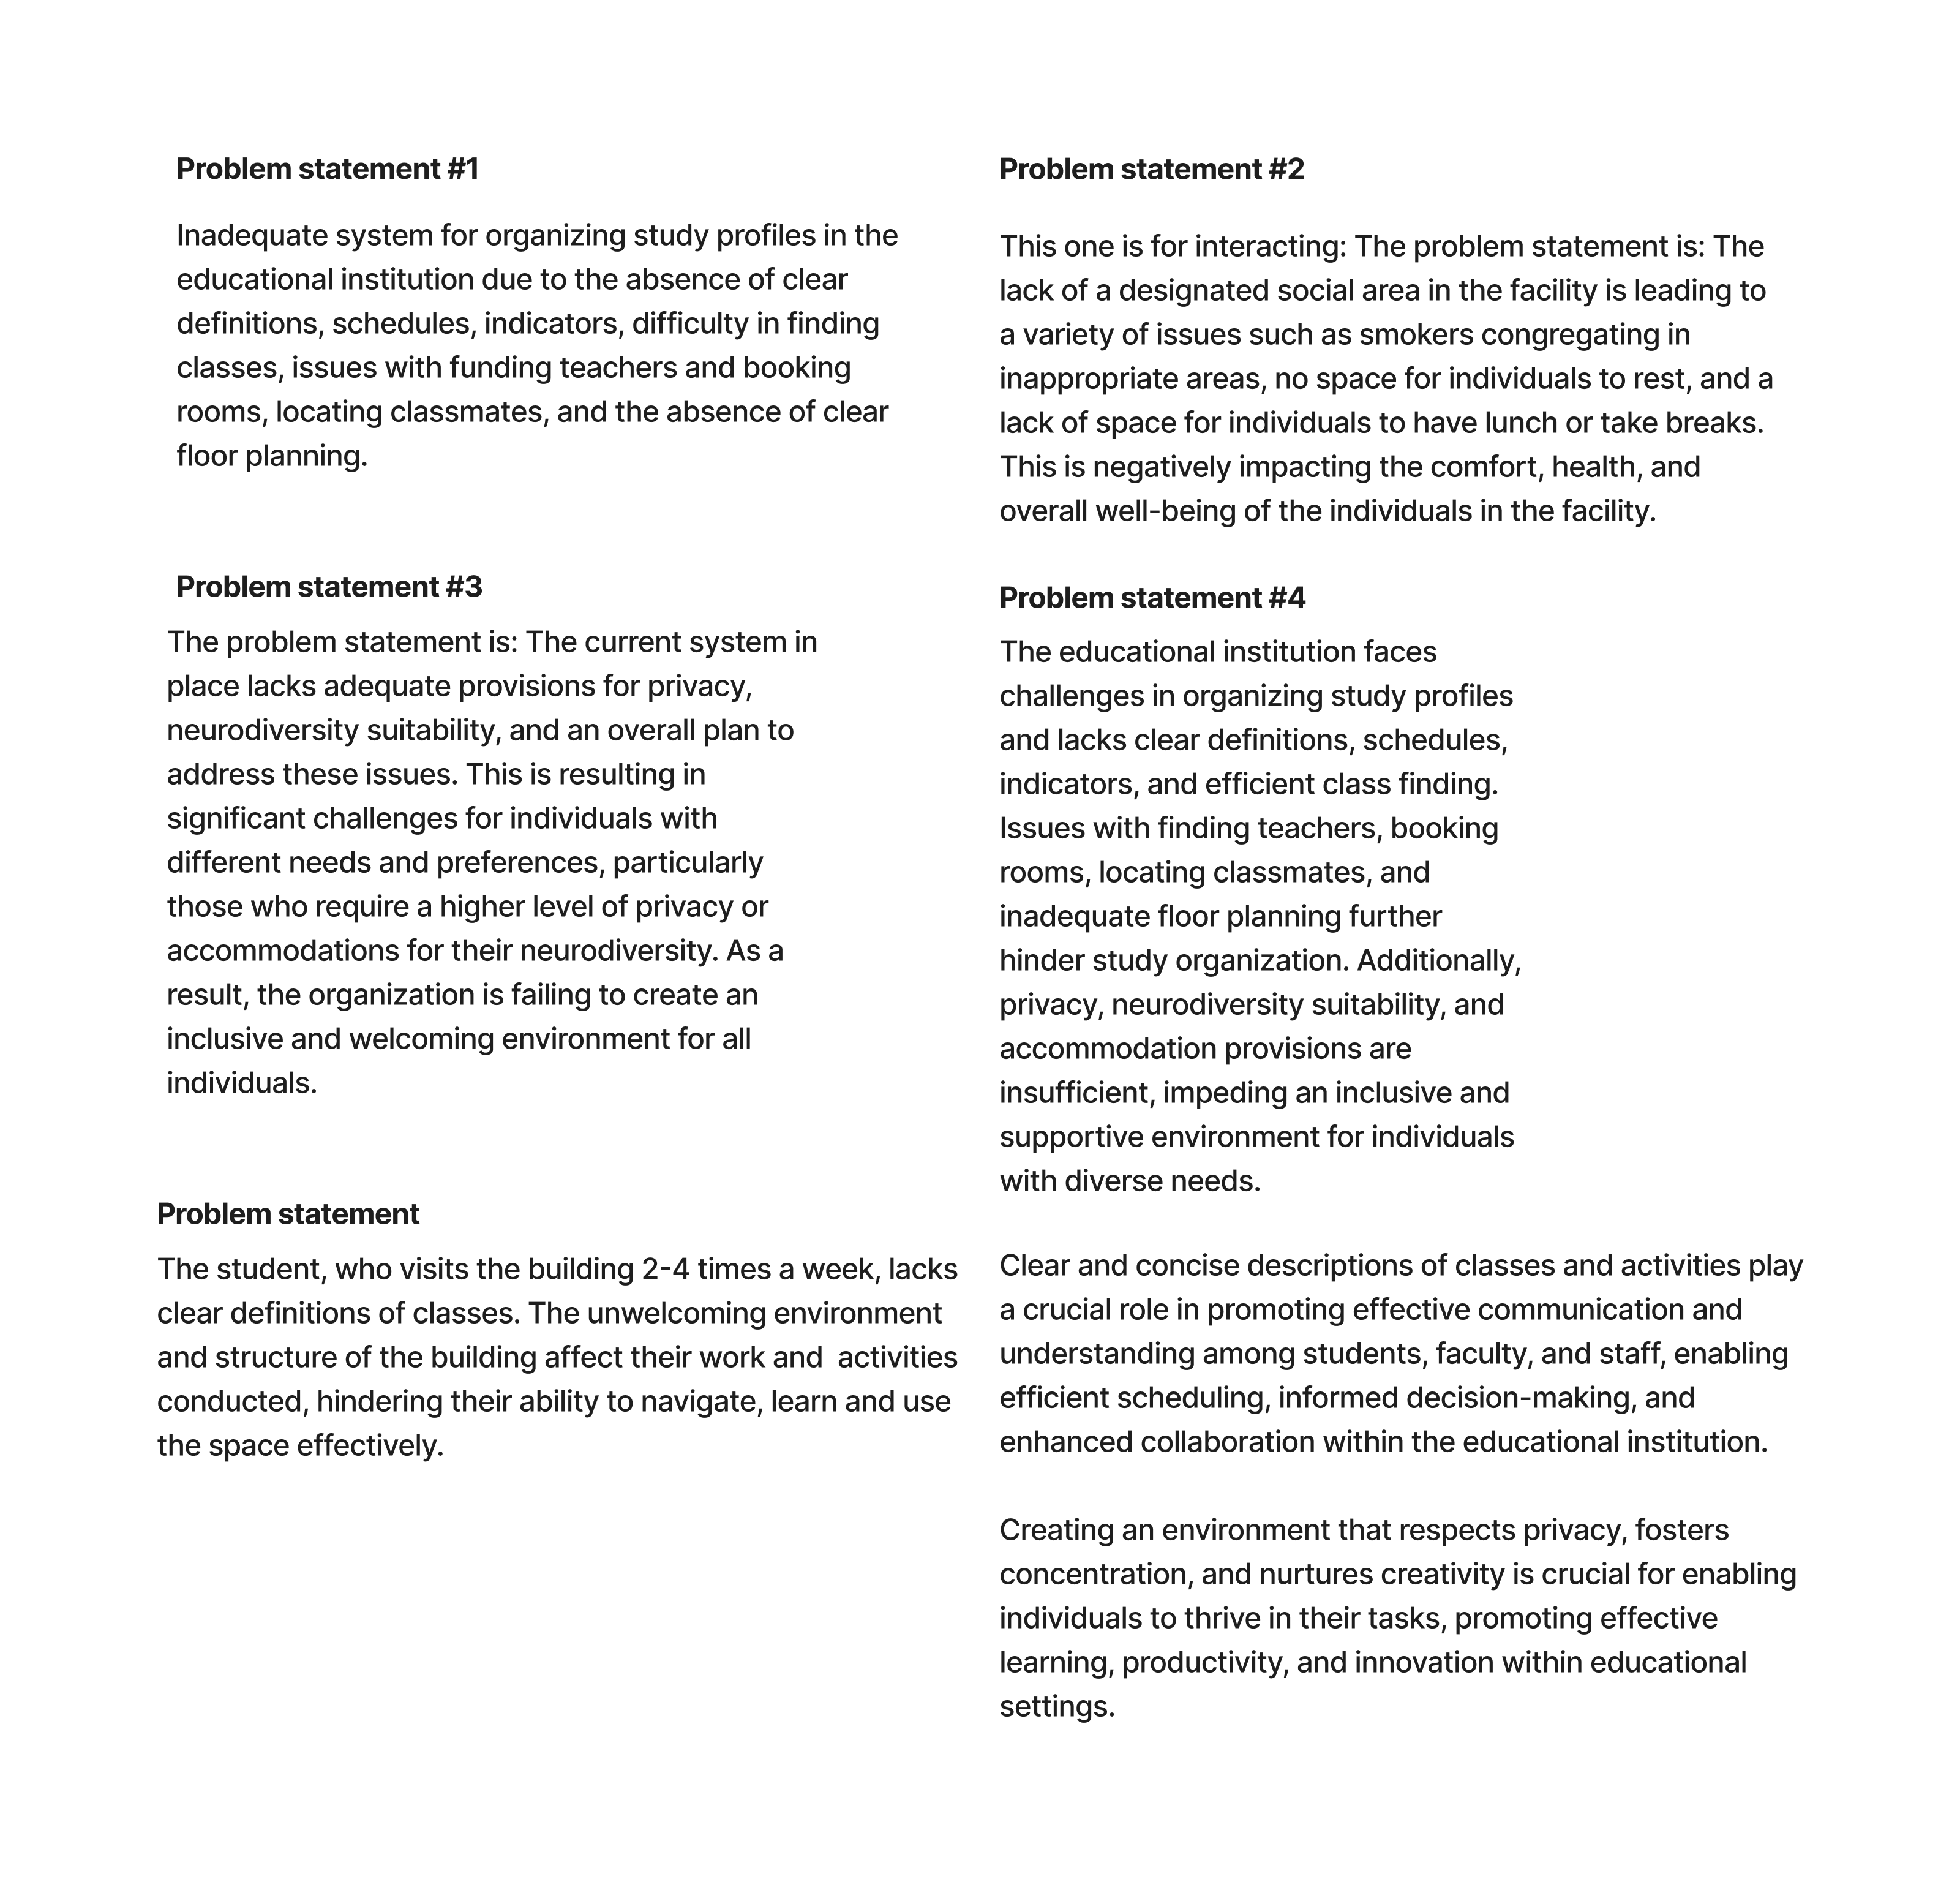 Problem statement #1
Inadequate system for organizing study profiles in the
educational institution due to the absence of clear
definitions, schedules, indicators, difficulty in finding
classes, issues with funding teachers and booking
rooms, locating classmates, and the absence of clear
floor planning.
Problem statement #2
This one is for interacting: The problem statement is: The
lack of a designated social area in the facility is leading to
a variety of issues such as smokers congregating in
inappropriate areas, no space for individuals to rest, and a
lack of space for individuals to have lunch or take breaks.
This is negatively impacting the comfort, health, and
overall well-being of the individuals in the facility.
Problem statement #3
The problem statement is: The current system in
place lacks adequate provisions for privacy,
neurodiversity suitability, and an overall plan to
address these issues. This is resulting in
significant challenges for individuals with
different needs and preferences, particularly
those who require a higher level of privacy or
accommodations for their neurodiversity. As a
result, the organization is failing to create an
inclusive and welcoming environment for all
individuals.
Problem statement #4
The educational institution faces
challenges in organizing study profiles
and lacks clear definitions, schedules,
indicators, and efficient class finding.
Issues with finding teachers, booking
rooms, locating classmates, and
inadequate floor planning further
hinder study organization. Additionally,
privacy, neurodiversity suitability, and
accommodation provisions are
insufficient, impeding an inclusive and
supportive environment for individuals
with diverse needs.
Problem statement
The student, who visits the building 2-4 times a week, lacks
clear definitions of classes. The unwelcoming environment
and structure of the building affect their work and  activities
conducted, hindering their ability to navigate, learn and use
the space effectively.
Clear and concise descriptions of classes and activities play
a crucial role in promoting effective communication and
understanding among students, faculty, and staff, enabling
efficient scheduling, informed decision-making, and
enhanced collaboration within the educational institution.
Creating an environment that respects privacy, fosters
concentration, and nurtures creativity is crucial for enabling
individuals to thrive in their tasks, promoting effective
learning, productivity, and innovation within educational
settings.